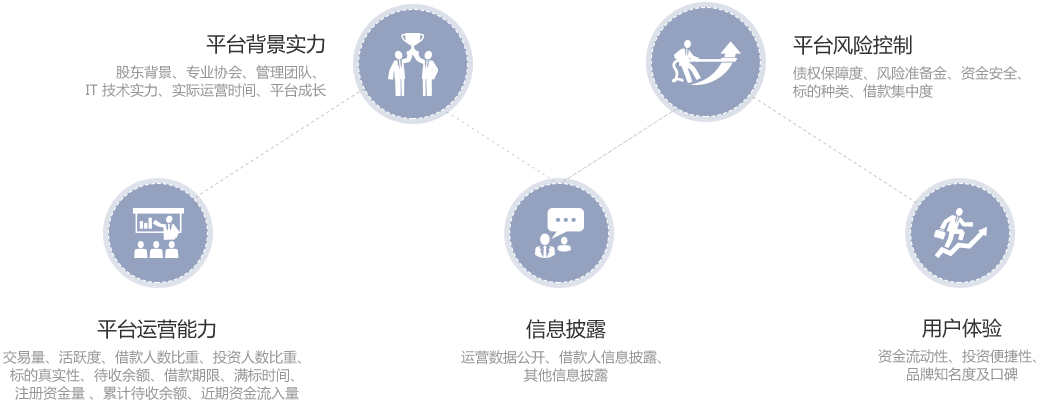 平台背景实力
股东背景、专业协会、管理团队、
IT 技术实力、实际运营时间、平台成长
平台风险控制
债权保障度、风险准备金、资金安全、
标的种类、借款集中度
平台运营能力
交易量、活跃度、借款人数比重、投资人数比重、
标的真实性、待收余额、借款期限、满标时间、
注册资金量 、累计待收余额、近期资金流入量
信息披露
运营数据公开、借款人信息披露、
其他信息披露
用户体验
资金流动性、投资便捷性、
品牌知名度及口碑